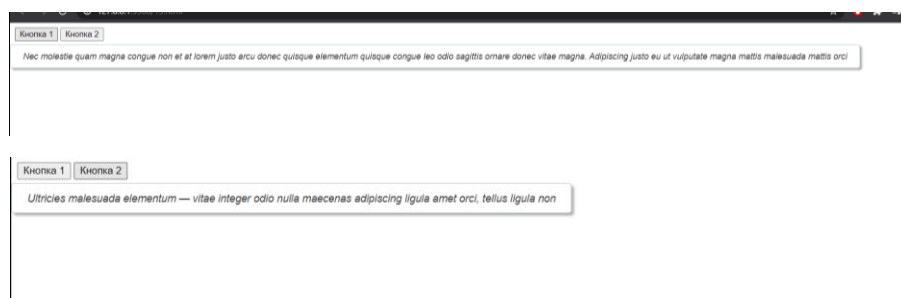 Кнопка 1 Кнопка 2
Nec molestie quam magna congue non et at lorem justo arcu donec quisque elementum quisque congue leo odio sagittis ornare donec vitae magna. Adipiscing justo eu ut vulputate magna mattis malesuada mattis orci
Кнопка 1 Кнопка 2
Ultricies malesuada elementum — vitae integer odio nulla maecenas adipiscing ligula amet orci, tellus ligula non